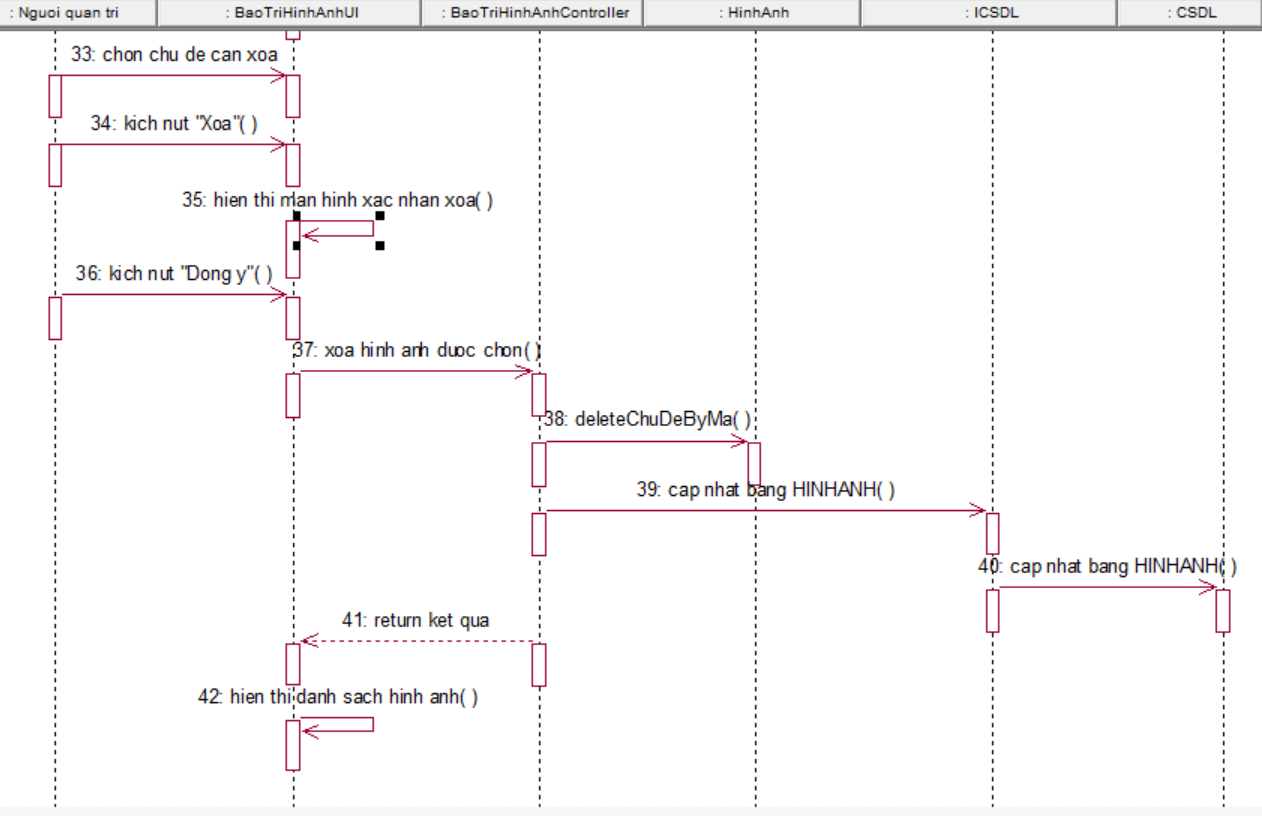 : Nguoi quan tri : BaoTriHinhAnhUI : BaoTriHinhAnhController : HinhAnh : ICSDL : CSDL
33: chon chu de can xoa
34: kich nut "Xoa"( )
35: hien thi man hinh xac nhan xoa( )
36: kich nut "Dong y"( )
37: xoa hinh anh duoc chon( )
38: deleteChuDeByMa( )
39: cap nhat bang HINHANH( )
40: cap nhat bang HINHANH( )
41: return ket qua
42: hien thi danh sach hinh anh( )